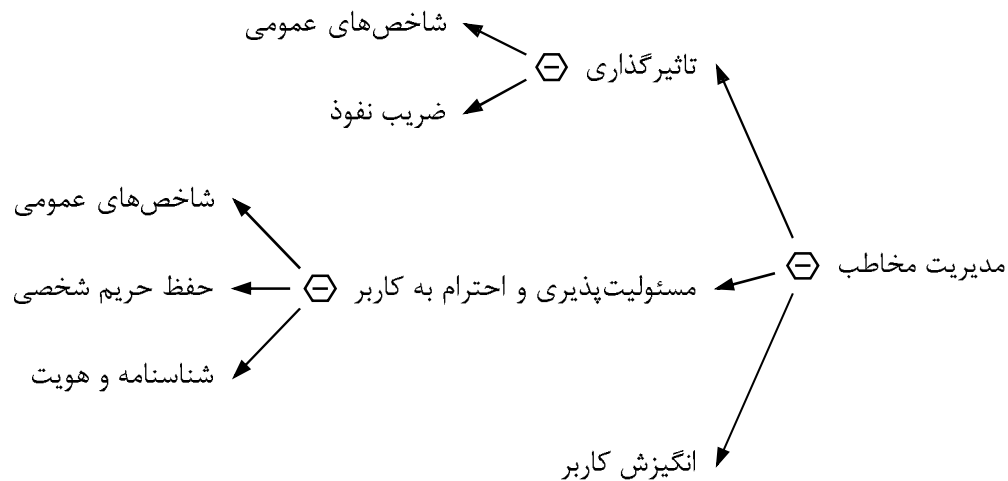 مدیریت مخاطب
تاثیرگذاری
شاخص‌های عمومی
ضریب نفوذ
مسئولیت‌پذیری و احترام به کاربر
شاخص‌های عمومی
حفظ حریم شخصی
شناسنامه و هویت
انگیزش کاربر